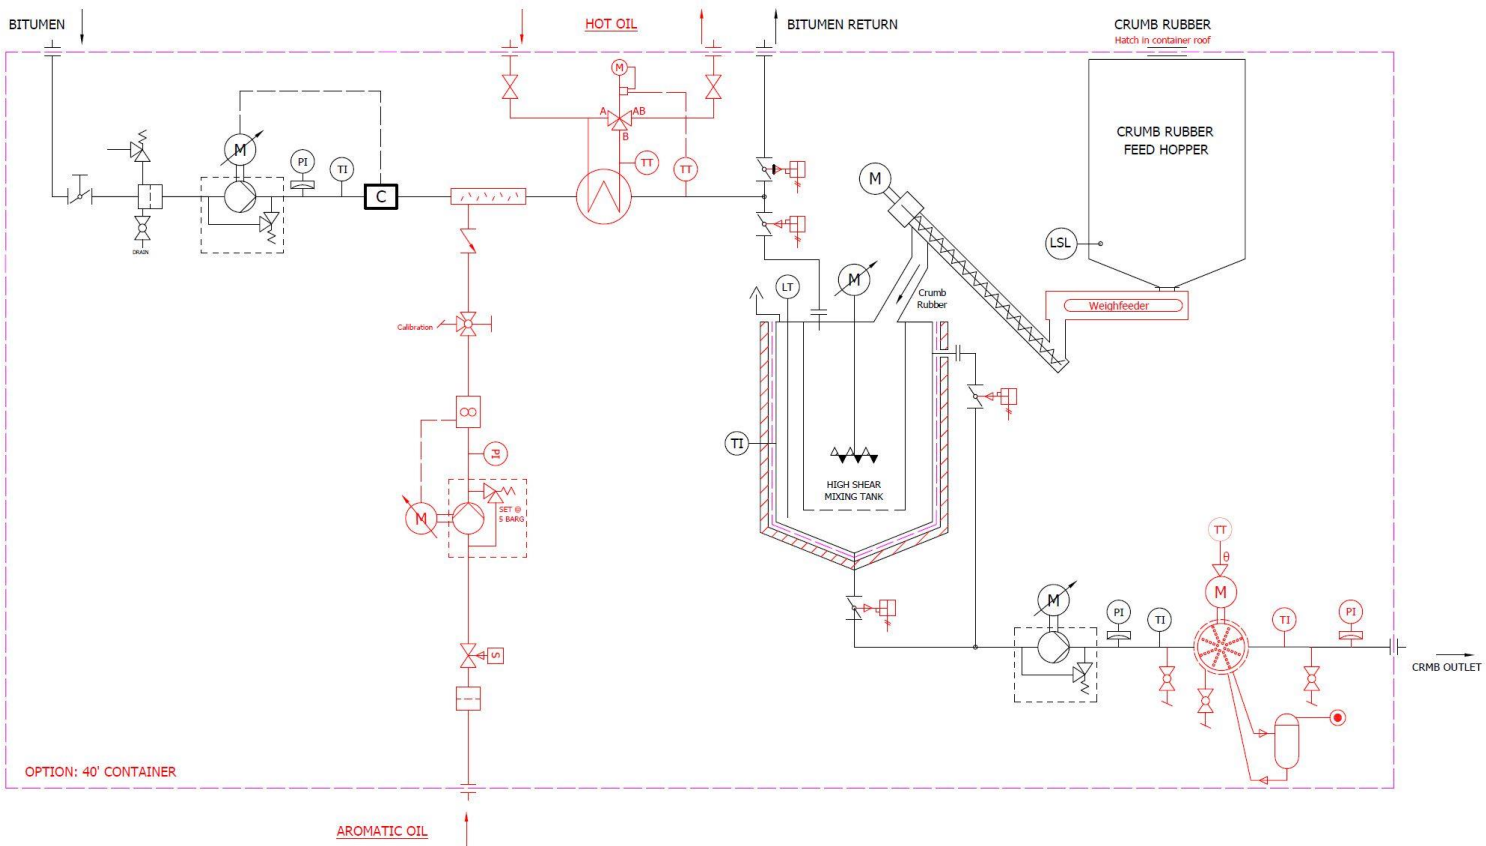 BITUMEN
HOT OIL
BITUMEN RETURN
CRUMB RUBBER
Hatch in container roof
M
A
AB
B
CRUMB RUBBER
FEED HOPPER
M
PI
TI
TT
TT
M
C
DRAIN
LSL
LT
M
Crumb
Rubber
Weighfeeder
Calibration
TI
PI
HIGH SHEAR
MIXING TANK
M
SET @
5 BARG
TT
θ
M
M
PI
TI
TI
PI
S
CRMB OUTLET
OPTION: 40' CONTAINER
AROMATIC OIL